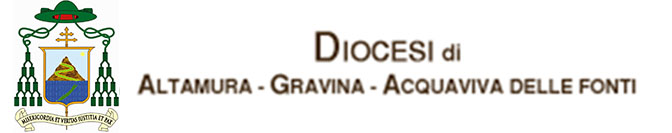 DIOCESI di
ALTAMURA - GRAVINA - ACQUAVIVA DELLE FONTI
MISERICORDIA ET VERITAS IUSTITIA ET PAX